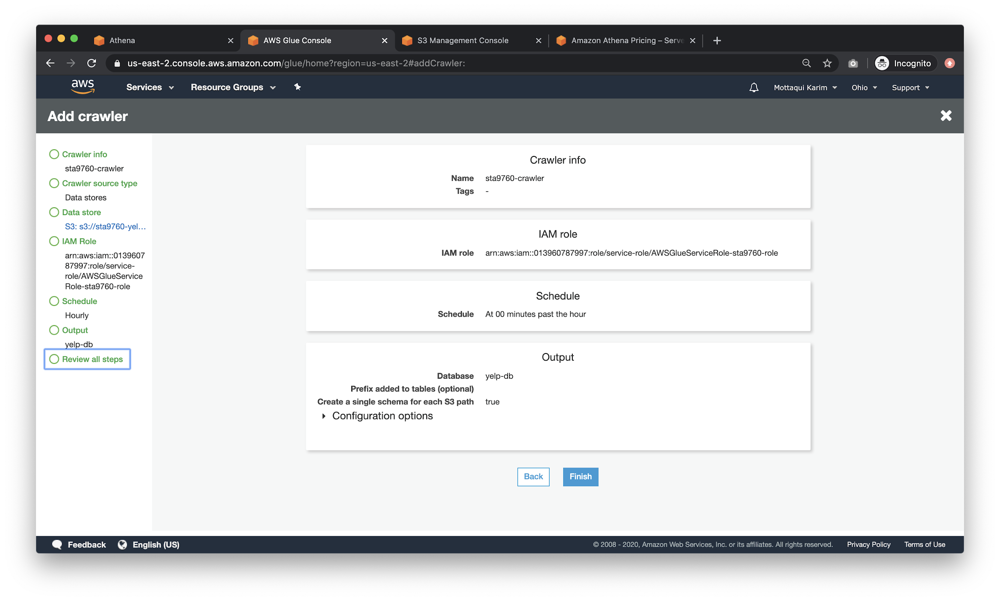 Athena
AWS Glue Console
S3 Management Console
Amazon Athena Pricing – Serve
us-east-2.console.aws.amazon.com/glue/home?region=us-east-2#addCrawler:
Incognito
aws
Services
Resource Groups
Mottaqui Karim
Ohio
Support
Add crawler
Crawler info
sta9760-crawler
Crawler source type
Data stores
Data store
S3: s3://sta9760-yel...
IAM Role
arn:aws:iam::0139607
87997:role/service-
role/AWSGlueService
Role-sta9760-role
Schedule
Hourly
Output
yelp-db
Review all steps
Crawler info
Name sta9760-crawler
Tags -
IAM role
IAM role arn:aws:iam::013960787997:role/service-role/AWSGlueServiceRole-sta9760-role
Schedule
Schedule At 00 minutes past the hour
Output
Database yelp-db
Prefix added to tables (optional)
Create a single schema for each S3 path true
Configuration options
Back
Finish
Feedback
English (US)
© 2008 - 2020, Amazon Web Services, Inc. or its affiliates. All rights reserved.
Privacy Policy
Terms of Use